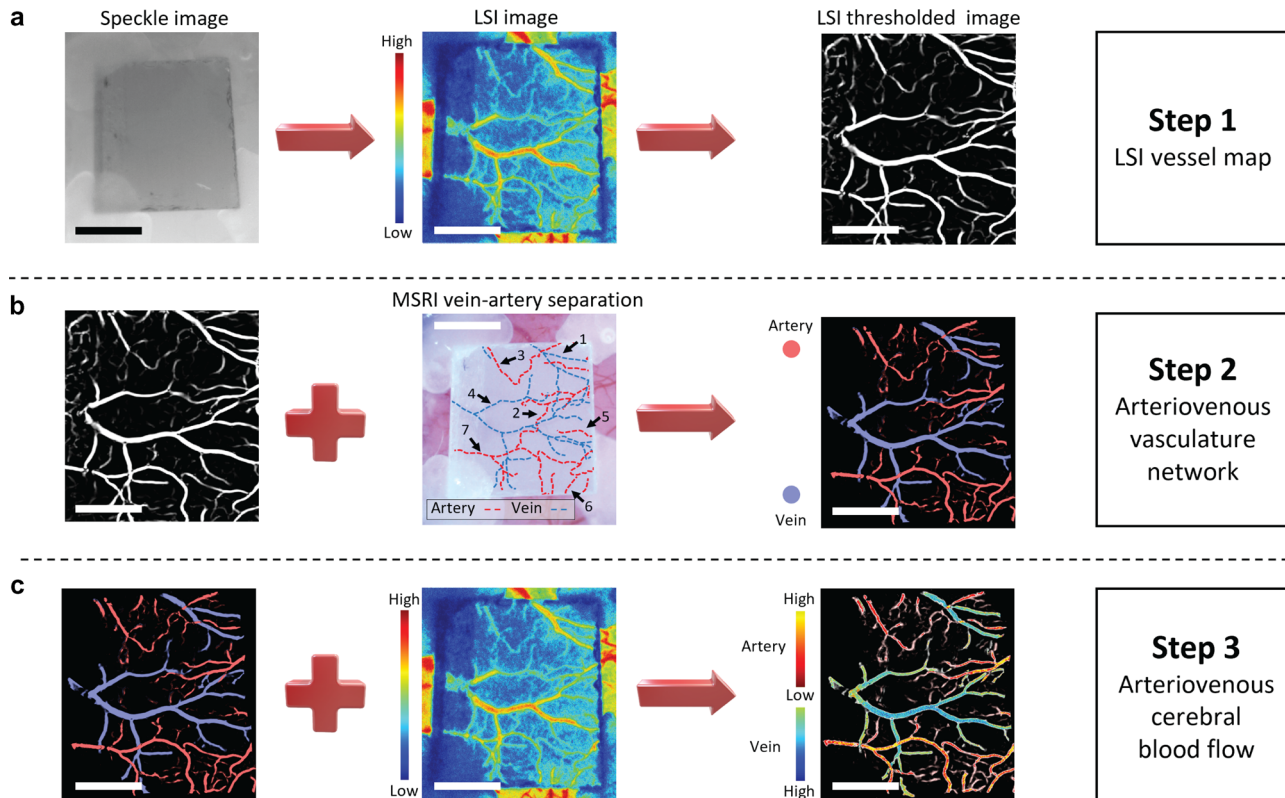 a
Speckle image
LSI image
LSI thresholded image
High
Low
Step 1
LSI vessel map
b
MSRI vein-artery separation
1
2
3
4
5
6
7
Artery
Vein
Artery
Vein
Step 2
Arteriovenous
vasculature
network
c
High
Low
High
Artery
Low
Vein
High
Step 3
Arteriovenous
cerebral
blood flow